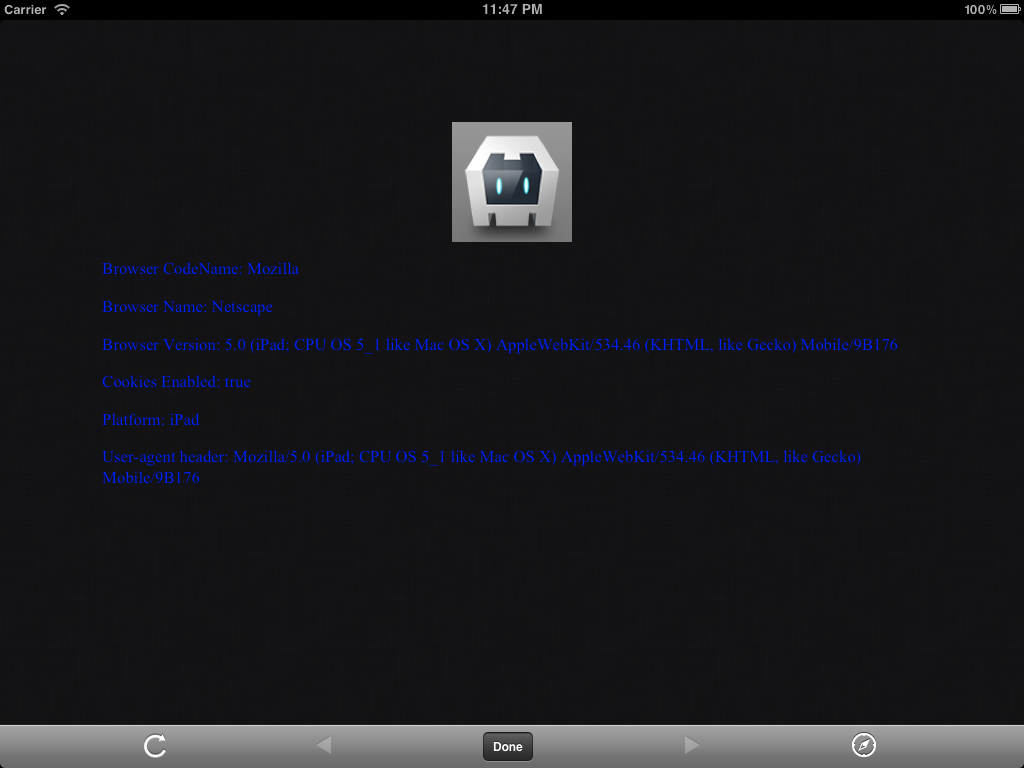 Carrier 11:47 PM 100%
Browser CodeName: Mozilla
Browser Name: Netscape
Browser Version: 5.0 (iPad; CPU OS 5_1 like Mac OS X) AppleWebKit/534.46 (KHTML, like Gecko) Mobile/9B176
Cookies Enabled: true
Platform: iPad
User-agent header: Mozilla/5.0 (iPad; CPU OS 5_1 like Mac OS X) AppleWebKit/534.46 (KHTML, like Gecko)
Mobile/9B176
Done